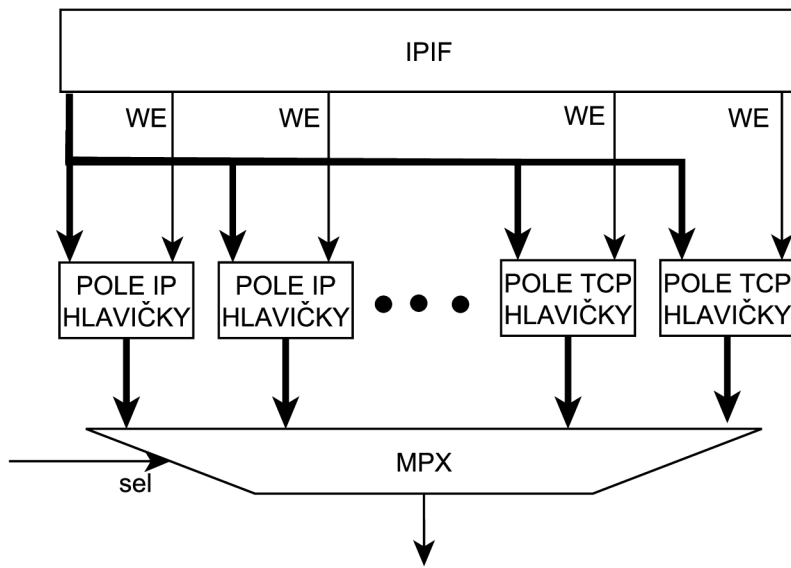 IPIF
WE WE WE WE
POLE IP
HLAVIČKY
POLE IP
HLAVIČKY
POLE TCP
HLAVIČKY
POLE TCP
HLAVIČKY
MPX
sel